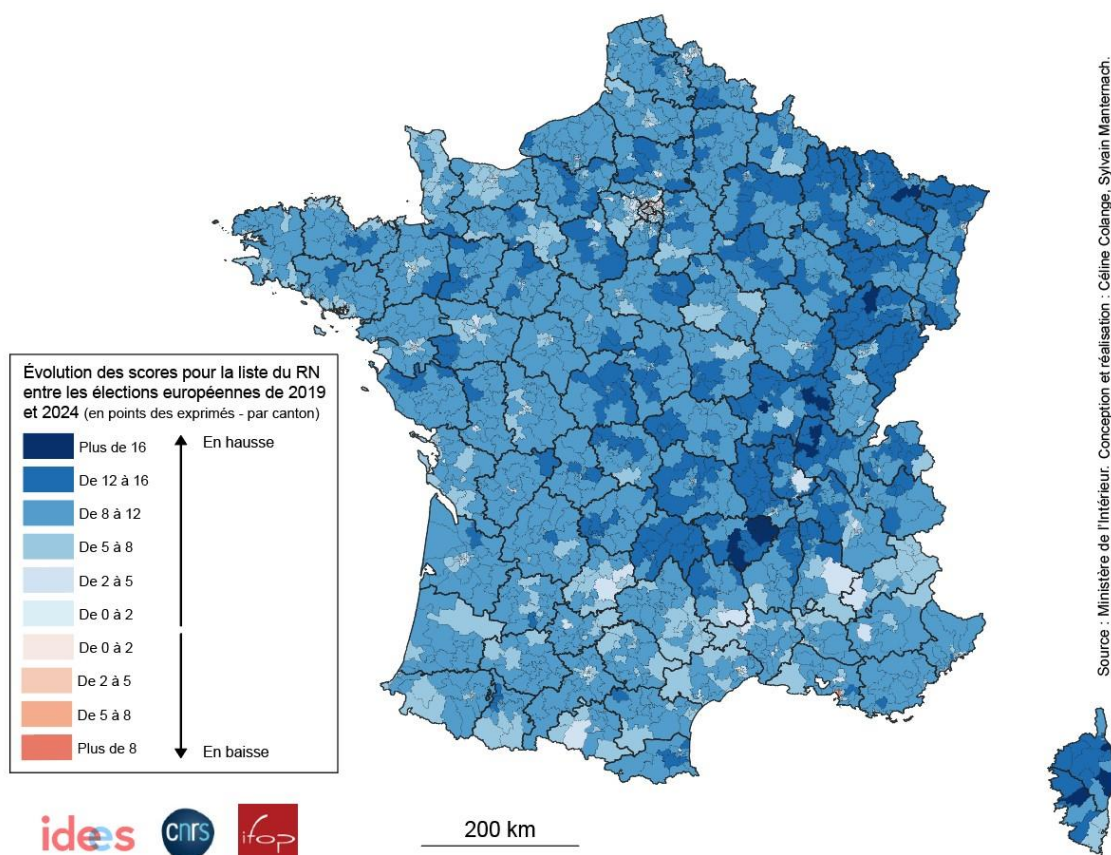 Évolution des scores pour la liste du RN
entre les élections européennes de 2019
et 2024 (en points des exprimés - par canton)
Plus de 16
En hausse
De 12 à 16
De 8 à 12
De 5 à 8
De 2 à 5
De 0 à 2
De 0 à 2
De 2 à 5
De 5 à 8
Plus de 8
En baisse
idees
cnrs
ifop
200 km
Source : Ministère de l'Intérieur. Conception et réalisation : Céline Colange, Sylvain Manternach.